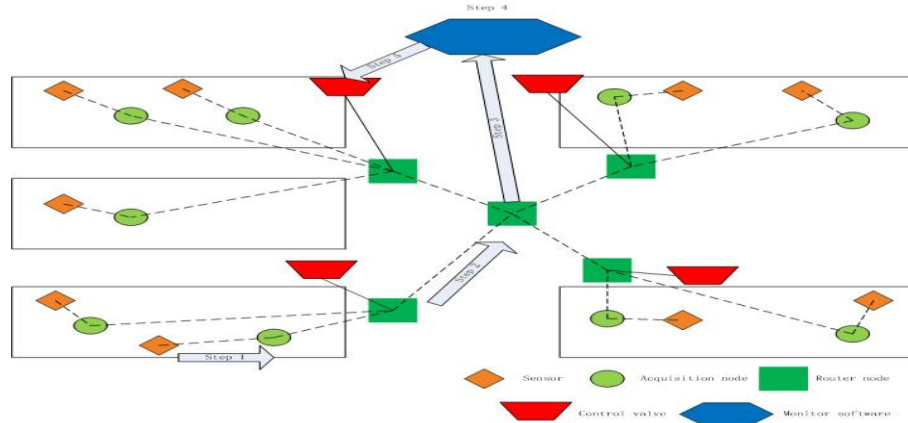 Step 4
Step 5
Step 3
Step 2
Step 1
Sensor
Acquisition node
Router node
Control valve
Monitor software